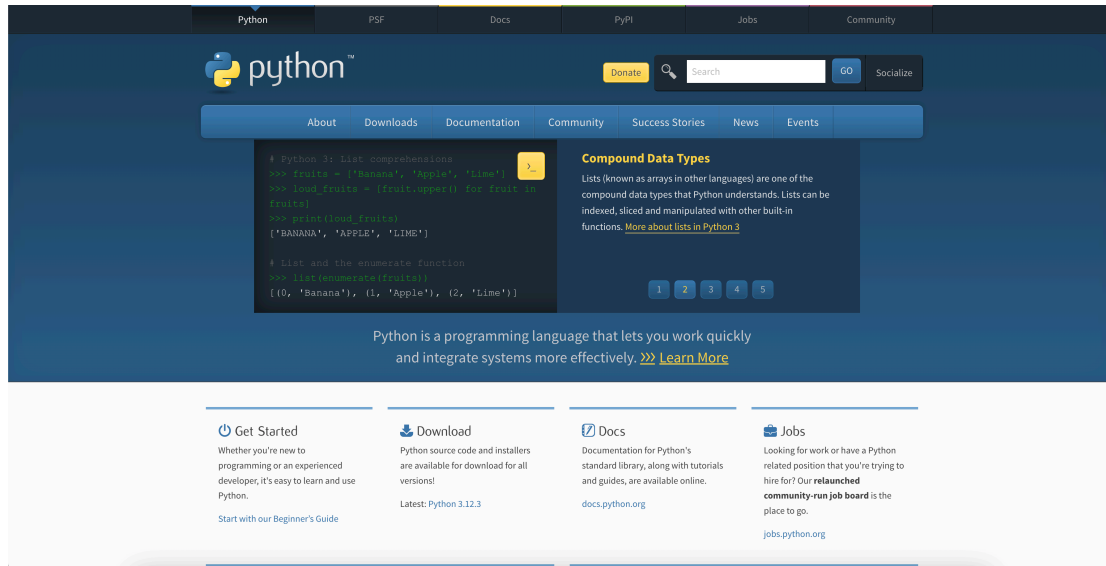 Python PSF Docs PyPI Jobs Community
python™
Donate Search GO Socialize
About Downloads Documentation Community Success Stories News Events
# Python 3: List comprehensions
>>> fruits = ['Banana', 'Apple', 'Lime']
>>> loud_fruits = [fruit.upper() for fruit in
fruits]
>>> print(loud_fruits)
['BANANA', 'APPLE', 'LIME']
# List and the enumerate function
>>> list(enumerate(fruits))
[(0, 'Banana'), (1, 'Apple'), (2, 'Lime')]
>_
Compound Data Types
Lists (known as arrays in other languages) are one of the
compound data types that Python understands. Lists can be
indexed, sliced and manipulated with other built-in
functions. More about lists in Python 3
1 2 3 4 5
Python is a programming language that lets you work quickly
and integrate systems more effectively. >>> Learn More
Get Started
Whether you're new to
programming or an experienced
developer, it's easy to learn and use
Python.
Start with our Beginner's Guide
Download
Python source code and installers
are available for download for all
versions!
Latest: Python 3.12.3
Docs
Documentation for Python's
standard library, along with tutorials
and guides, are available online.
docs.python.org
Jobs
Looking for work or have a Python
related position that you're trying to
hire for? Our relaunched
community-run job board is the
place to go.
jobs.python.org